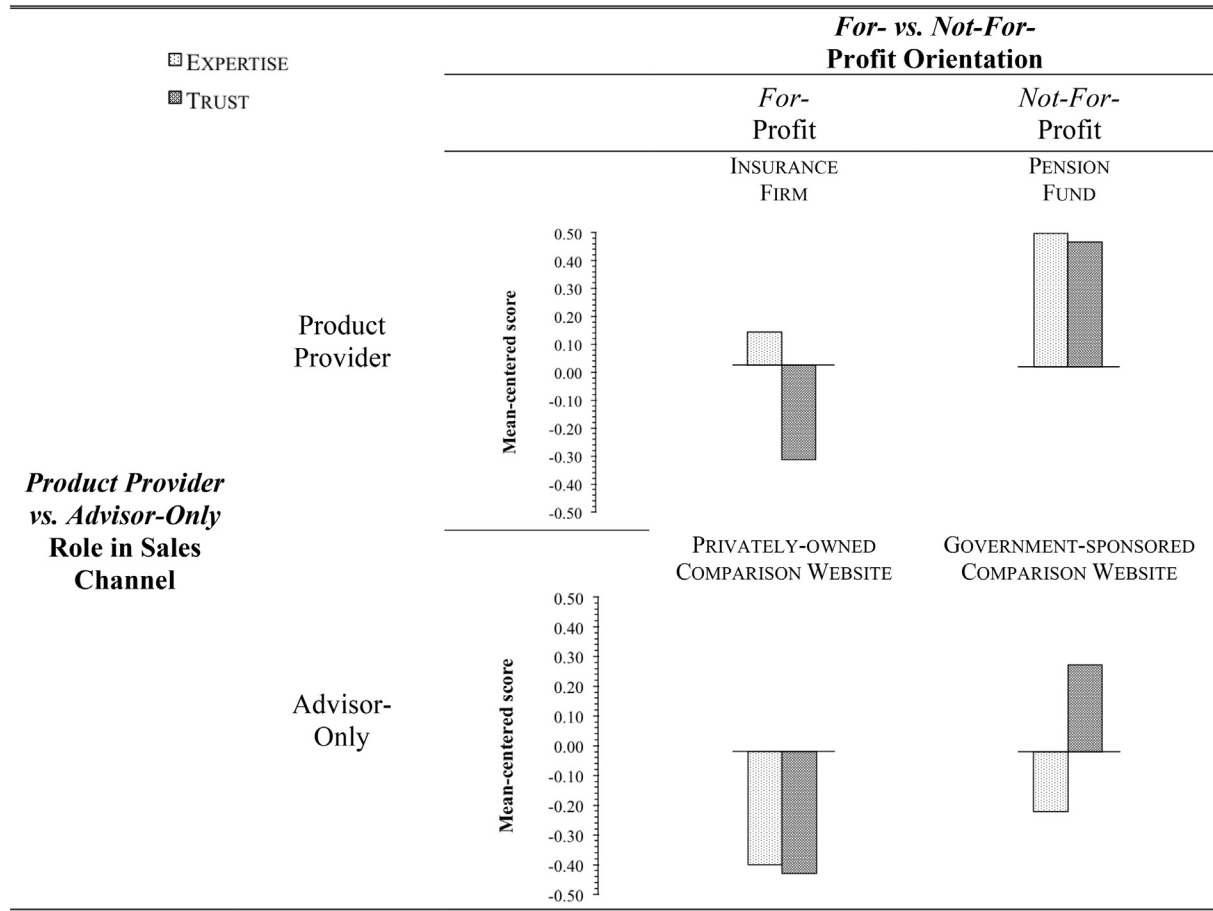 For- vs. Not-For-
Profit Orientation
EXPERTISE
TRUST
For-
Profit
Not-For-
Profit
INSURANCE
FIRM
PENSION
FUND
Product
Provider
Mean-centered score
0.50
0.40
0.30
0.20
0.10
0.00
-0.10
-0.20
-0.30
-0.40
-0.50
Product Provider
vs. Advisor-Only
Role in Sales
Channel
PRIVATELY-OWNED
COMPARISON WEBSITE
GOVERNMENT-SPONSORED
COMPARISON WEBSITE
Advisor-
Only
Mean-centered score
0.50
0.40
0.30
0.20
0.10
0.00
-0.10
-0.20
-0.30
-0.40
-0.50